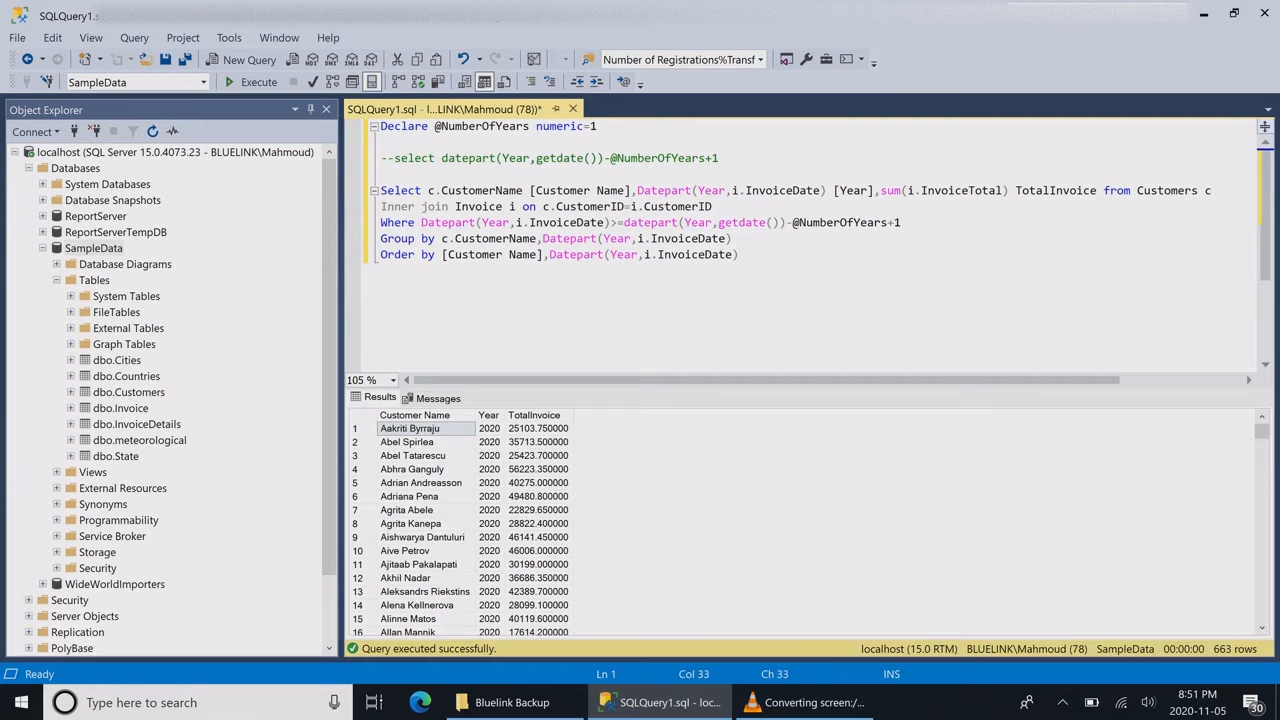 SQLQuery1.s
File Edit View Query Project Tools Window Help
New Query MDX DMX XMLA DAX Number of Registrations%Transf
SampleData Execute
Object Explorer
SQLQuery1.sql - l...LINK\Mahmoud (78))*
Connect
localhost (SQL Server 15.0.4073.23 - BLUELINK\Mahmoud)
Databases
System Databases
Database Snapshots
ReportServer
ReportServerTempDB
SampleData
Database Diagrams
Tables
System Tables
FileTables
External Tables
Graph Tables
dbo.Cities
dbo.Countries
dbo.Customers
dbo.Invoice
dbo.InvoiceDetails
dbo.meteorological
dbo.State
Views
External Resources
Synonyms
Programmability
Service Broker
Storage
Security
WideWorldImporters
Security
Server Objects
Replication
PolyBase
Declare @NumberOfYears numeric=1
--select datepart(Year,getdate())-@NumberOfYears+1
Select c.CustomerName [Customer Name],Datepart(Year,i.InvoiceDate) [Year],sum(i.InvoiceTotal) TotalInvoice from Customers c
Inner join Invoice i on c.CustomerID=i.CustomerID
Where Datepart(Year,i.InvoiceDate)>=datepart(Year,getdate())-@NumberOfYears+1
Group by c.CustomerName,Datepart(Year,i.InvoiceDate)
Order by [Customer Name],Datepart(Year,i.InvoiceDate)
105 %
Results Messages
Customer Name Year TotalInvoice
1 Aakriti Byrraju 2020 25103.750000
2 Abel Spirlea 2020 35713.500000
3 Abel Tatarescu 2020 25423.700000
4 Abhra Ganguly 2020 56223.350000
5 Adrian Andreasson 2020 40275.000000
6 Adriana Pena 2020 49480.800000
7 Agrita Abele 2020 22829.650000
8 Agrita Kanepa 2020 28822.400000
9 Aishwarya Dantuluri 2020 46141.450000
10 Aive Petrov 2020 46006.000000
11 Ajitaab Pakalapati 2020 30199.000000
12 Akhil Nadar 2020 36686.350000
13 Aleksandrs Riekstins 2020 42389.700000
14 Alena Kellnerova 2020 28099.100000
15 Alinne Matos 2020 40119.600000
16 Allan Mannik 2020 17614.200000
Query executed successfully. localhost (15.0 RTM) BLUELINK\Mahmoud (78) SampleData 00:00:00 663 rows
Ready Ln 1 Col 33 Ch 33 INS
Type here to search Bluelink Backup SQLQuery1.sql - loc... Converting screen:/... 8:51 PM
2020-11-05 30